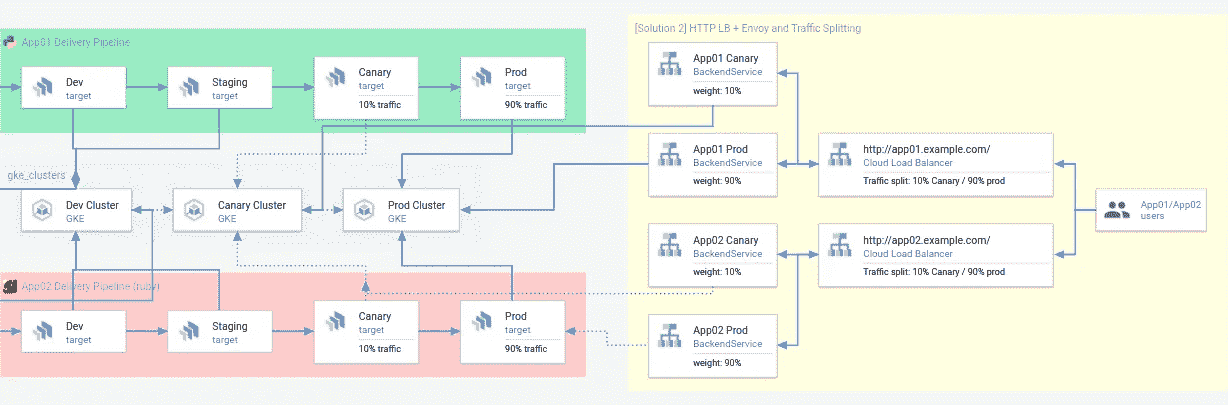 App01 Delivery Pipeline
Dev
target
Staging
target
Canary
target
10% traffic
Prod
target
90% traffic
gke_clusters
Dev Cluster
GKE
Canary Cluster
GKE
Prod Cluster
GKE
App02 Delivery Pipeline (ruby)
Dev
target
Staging
target
Canary
target
10% traffic
Prod
target
90% traffic
[Solution 2] HTTP LB + Envoy and Traffic Splitting
App01 Canary
BackendService
weight: 10%
App01 Prod
BackendService
weight: 90%
http://app01.example.com/
Cloud Load Balancer
Traffic split: 10% Canary / 90% prod
App02 Canary
BackendService
weight: 10%
http://app02.example.com/
Cloud Load Balancer
Traffic split: 10% Canary / 90% prod
App02 Prod
BackendService
weight: 90%
App01/App02
users